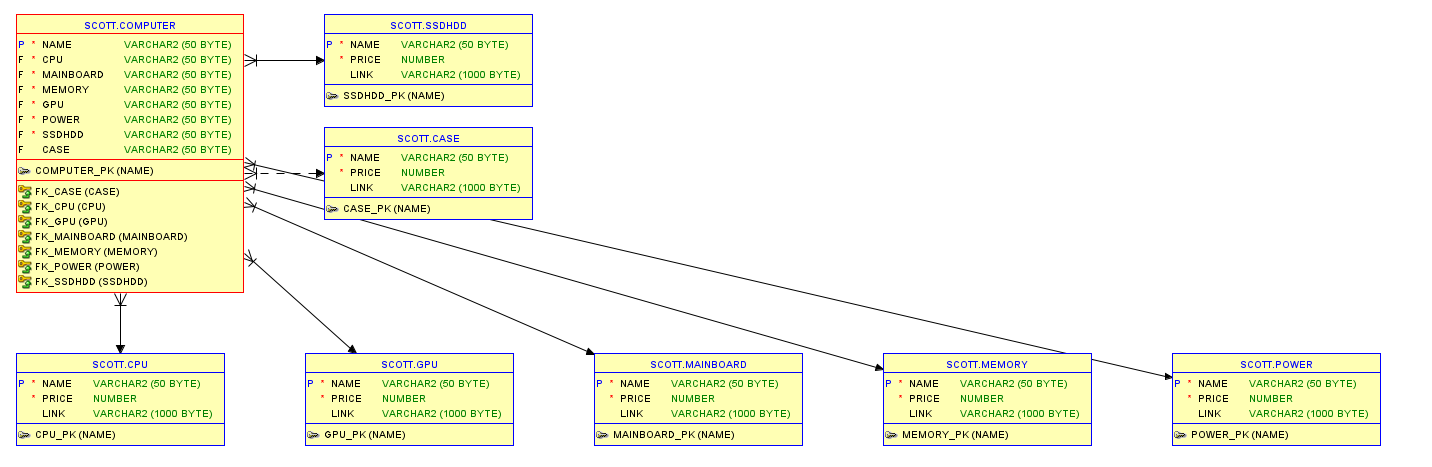 SCOTT.COMPUTER
P * NAME VARCHAR2 (50 BYTE)
F * CPU VARCHAR2 (50 BYTE)
F * MAINBOARD VARCHAR2 (50 BYTE)
F * MEMORY VARCHAR2 (50 BYTE)
F * GPU VARCHAR2 (50 BYTE)
F * POWER VARCHAR2 (50 BYTE)
F * SSDHDD VARCHAR2 (50 BYTE)
F CASE VARCHAR2 (50 BYTE)
COMPUTER_PK (NAME)
FK_CASE (CASE)
FK_CPU (CPU)
FK_GPU (GPU)
FK_MAINBOARD (MAINBOARD)
FK_MEMORY (MEMORY)
FK_POWER (POWER)
FK_SSDHDD (SSDHDD)
SCOTT.SSDHDD
P * NAME VARCHAR2 (50 BYTE)
* PRICE NUMBER
LINK VARCHAR2 (1000 BYTE)
SSDHDD_PK (NAME)
SCOTT.CASE
P * NAME VARCHAR2 (50 BYTE)
* PRICE NUMBER
LINK VARCHAR2 (1000 BYTE)
CASE_PK (NAME)
SCOTT.CPU
P * NAME VARCHAR2 (50 BYTE)
* PRICE NUMBER
LINK VARCHAR2 (1000 BYTE)
CPU_PK (NAME)
SCOTT.GPU
P * NAME VARCHAR2 (50 BYTE)
* PRICE NUMBER
LINK VARCHAR2 (1000 BYTE)
GPU_PK (NAME)
SCOTT.MAINBOARD
P * NAME VARCHAR2 (50 BYTE)
* PRICE NUMBER
LINK VARCHAR2 (1000 BYTE)
MAINBOARD_PK (NAME)
SCOTT.MEMORY
P * NAME VARCHAR2 (50 BYTE)
* PRICE NUMBER
LINK VARCHAR2 (1000 BYTE)
MEMORY_PK (NAME)
SCOTT.POWER
P * NAME VARCHAR2 (50 BYTE)
* PRICE NUMBER
LINK VARCHAR2 (1000 BYTE)
POWER_PK (NAME)